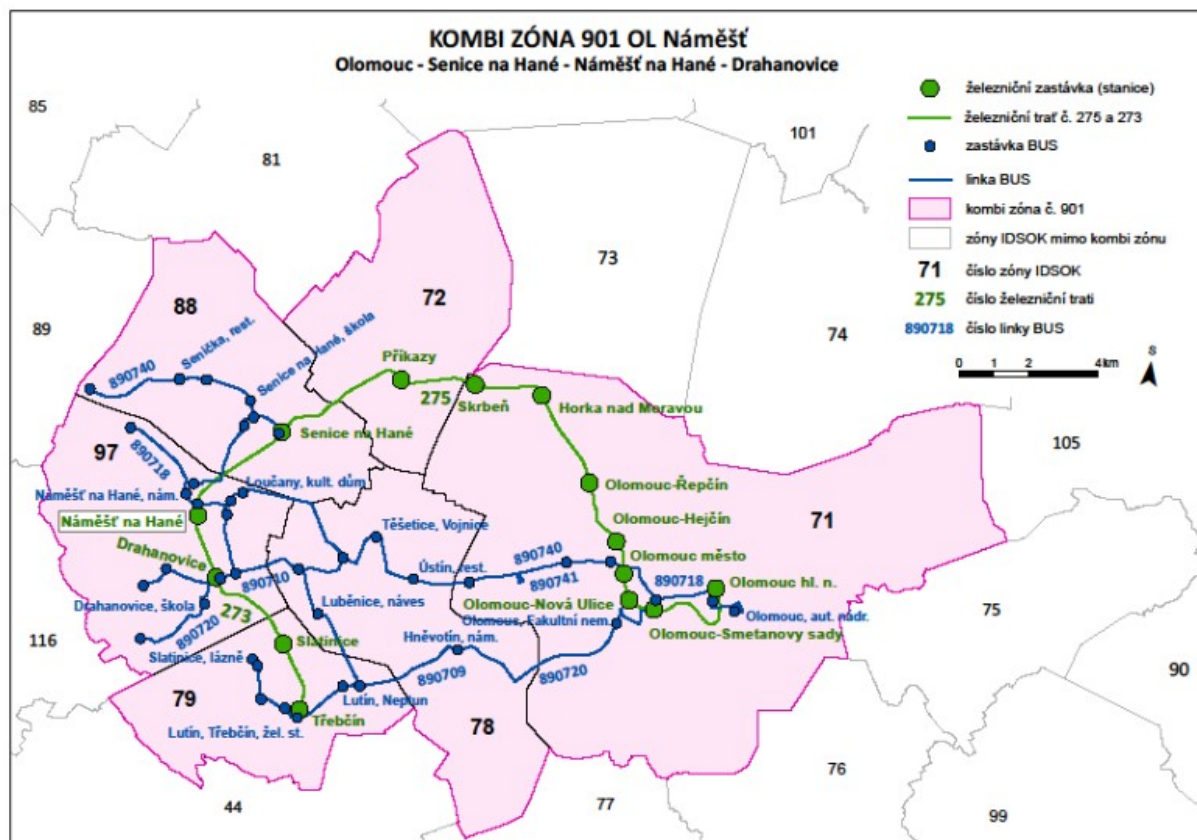 KOMBI ZÓNA 901 OL Náměšť
Olomouc - Senice na Hané - Náměšť na Hané - Drahanovice
železniční zastávka (stanice)
železniční trať č. 275 a 273
zastávka BUS
linka BUS
kombi zóna č. 901
zóny IDSOK mimo kombi zónu
71 číslo zóny IDSOK
275 číslo železniční trati
890718 číslo linky BUS
0 1 2 4 km
S
85
81
101
73
72
88
89
74
Senička, rest.
Senice na Hané, škola
890740
Příkazy
275
Skrbeň
Horka nad Moravou
Senice na Hané
97
890718
105
Loučany, kult. dům
Olomouc-Řepčín
Náměšť na Hané, nám.
Náměšť na Hané
Olomouc-Hejčín
71
Těšetice, Vojnice
Drahanovice
890740
Olomouc město
890710
Ústín, rest.
890741
890718
Olomouc hl. n.
Drahanovice, škola
Luběnice, náves
Olomouc-Nová Ulice
Olomouc, Fakultní nem.
Olomouc, aut. nádr.
75
273
890720
Olomouc-Smetanovy sady
116
Slatinice
Hněvotín, nám.
Slatinice, lázně
890709
890720
90
79
Lutín, Neptun
Třebčín
78
Lutín, Třebčín, žel. st.
76
44
77
99